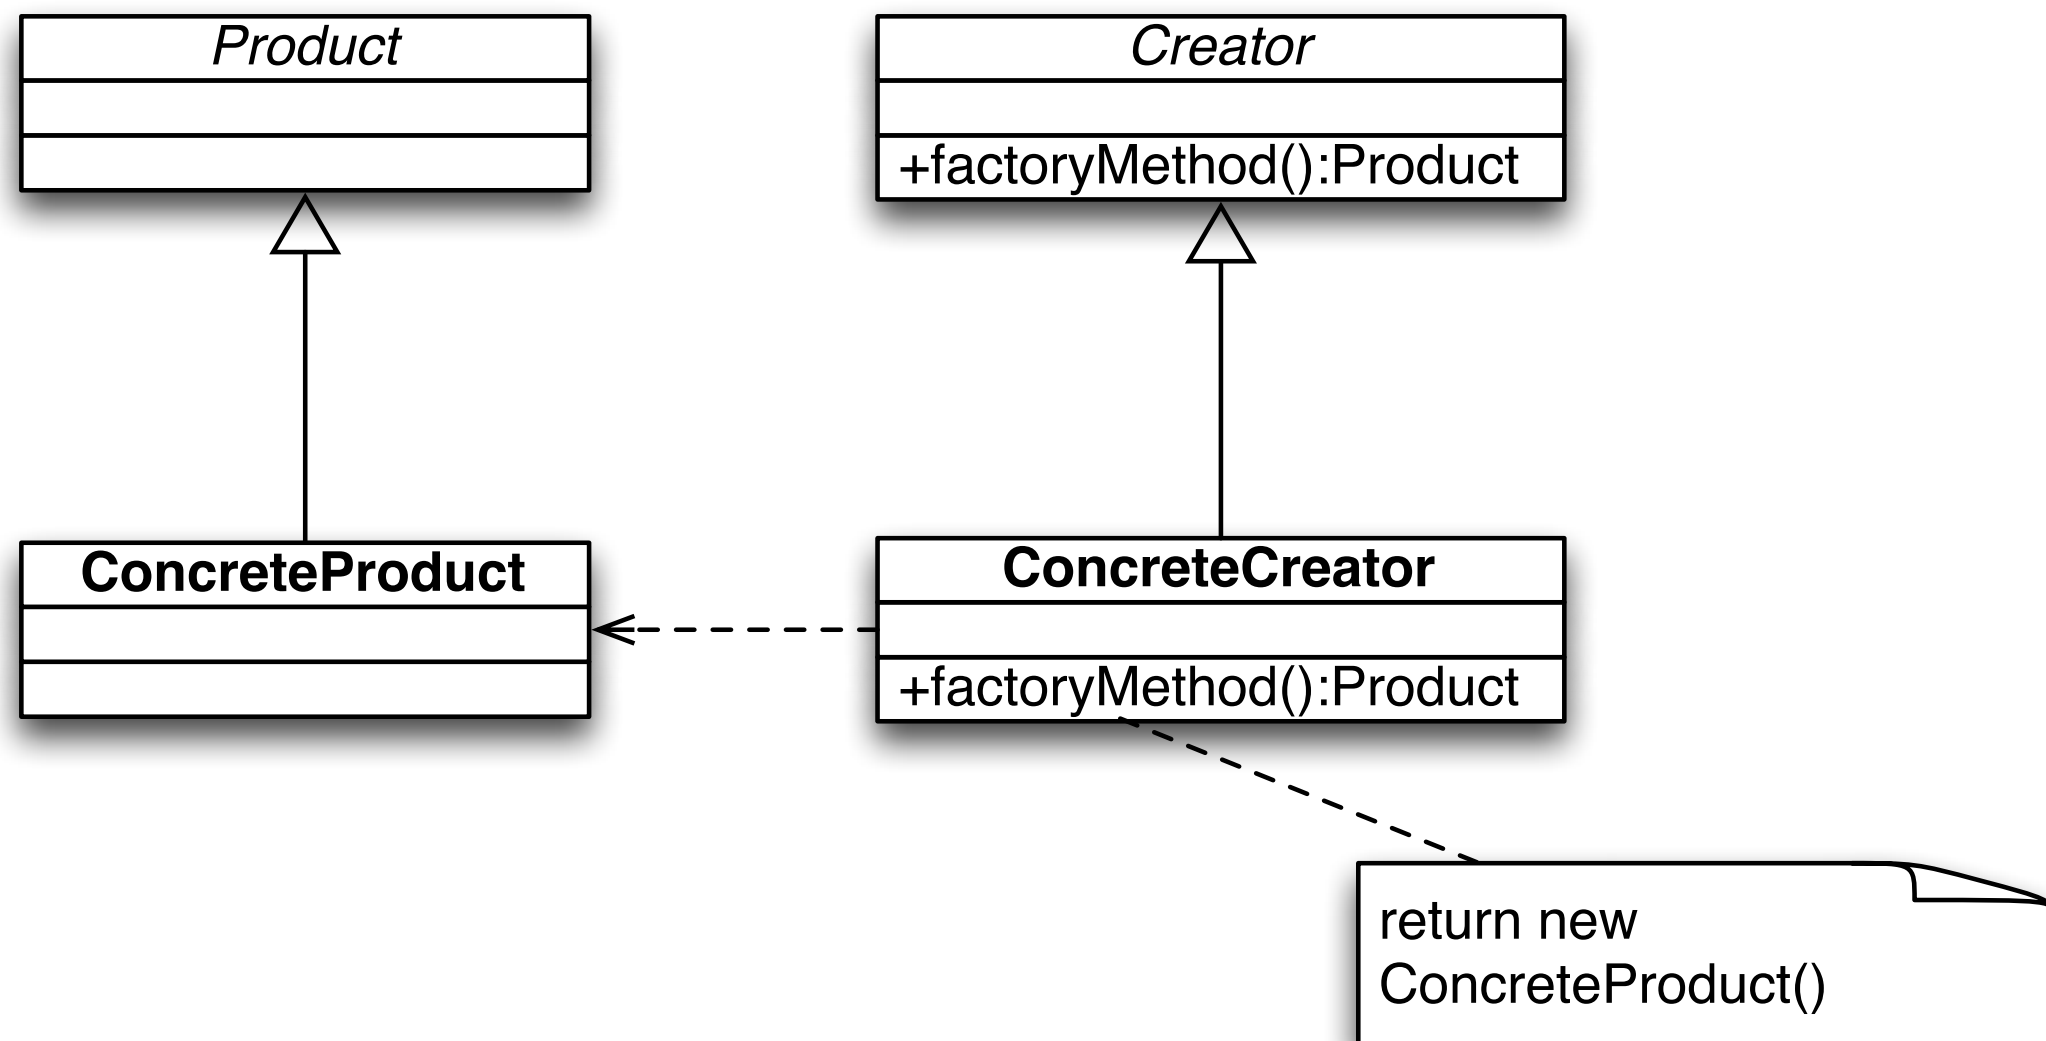 Product
Creator
+factoryMethod():Product
ConcreteProduct
ConcreteCreator
+factoryMethod():Product
return new
ConcreteProduct()